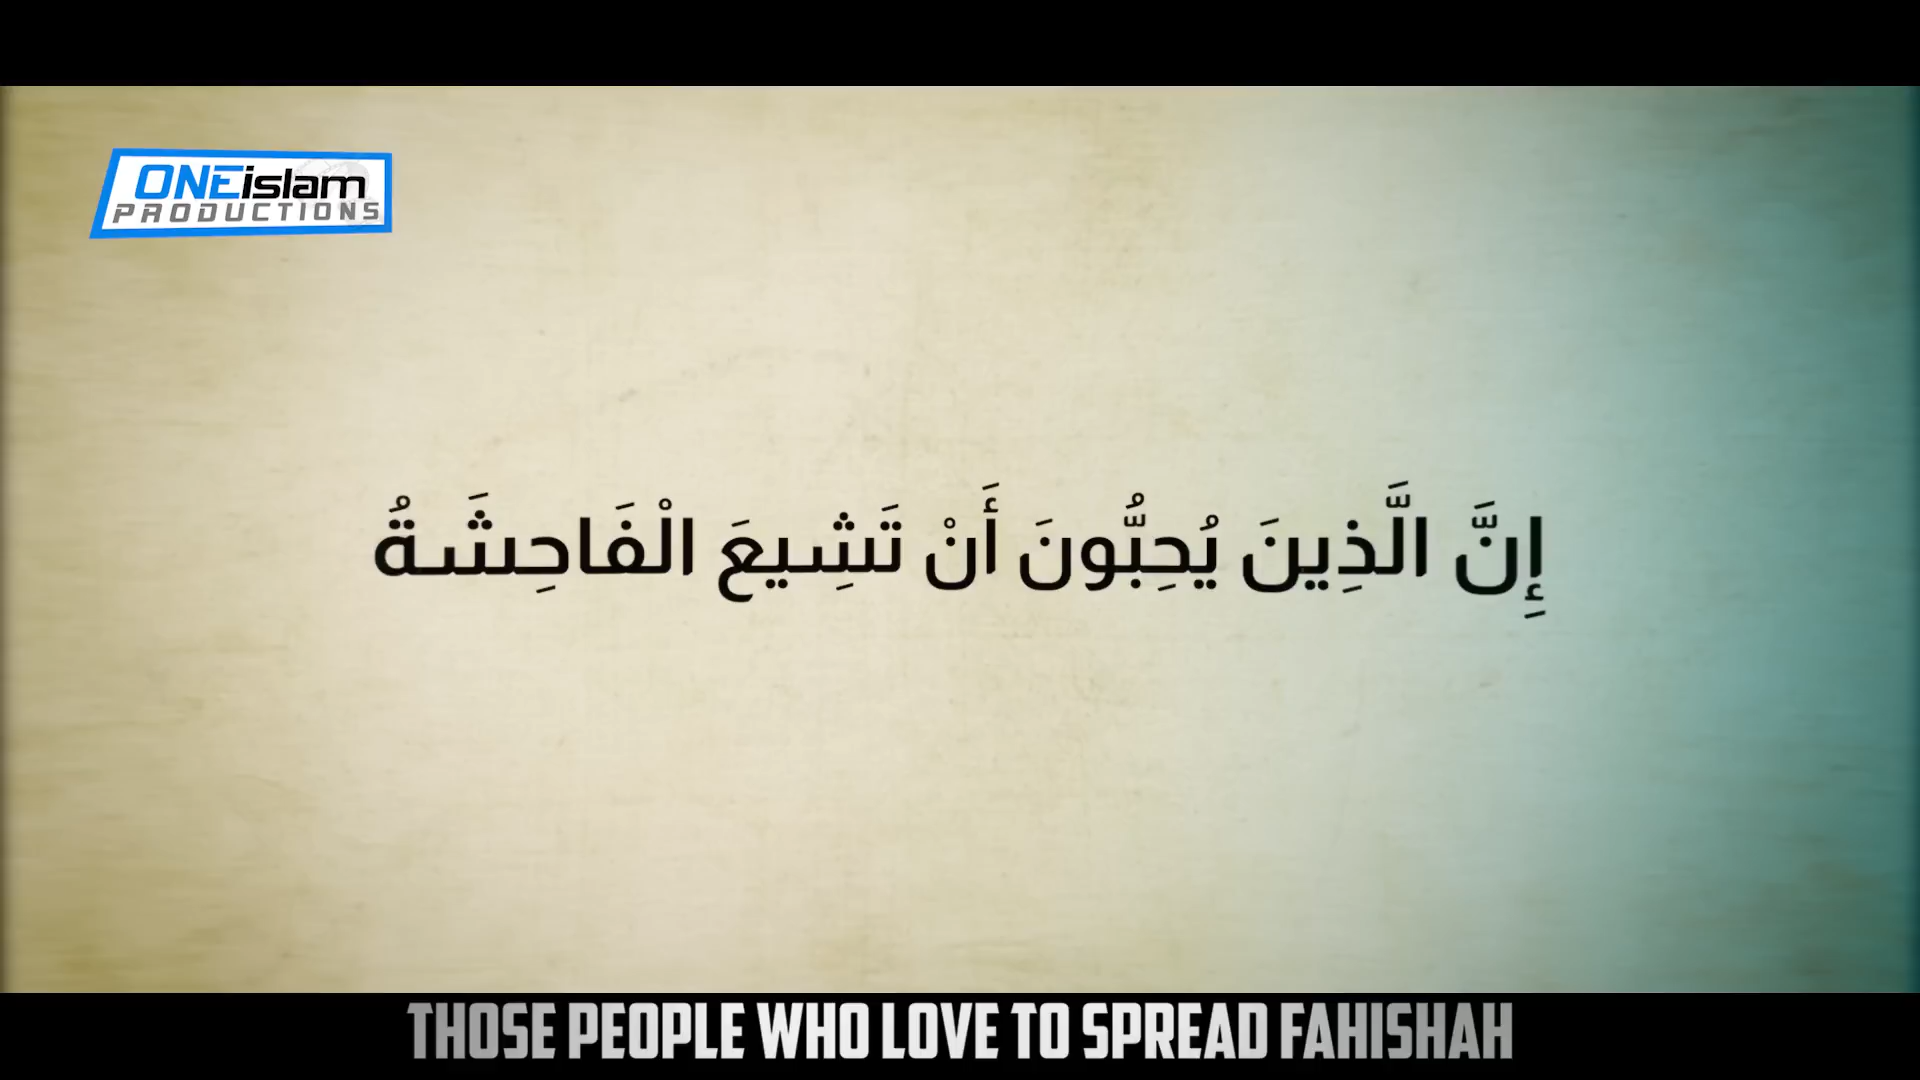 ONEislam
PRODUCTIONS
إِنَّ الَّذِينَ يُحِبُّونَ أَنْ تَشِيعَ الْفَاحِشَةُ
THOSE PEOPLE WHO LOVE TO SPREAD FAHISHAH